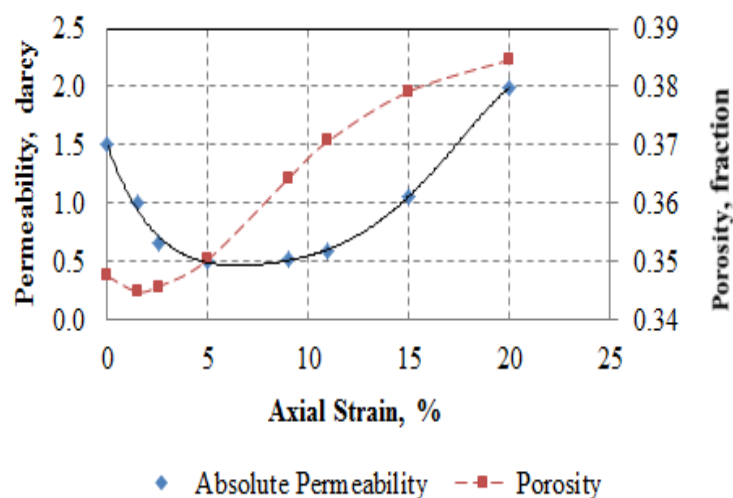 Permeability, darcy
2.5
2.0
1.5
1.0
0.5
0.0
0.39
0.38
0.37
0.36
0.35
0.34
Porosity, fraction
0 5 10 15 20 25
Axial Strain, %
Absolute Permeability Porosity